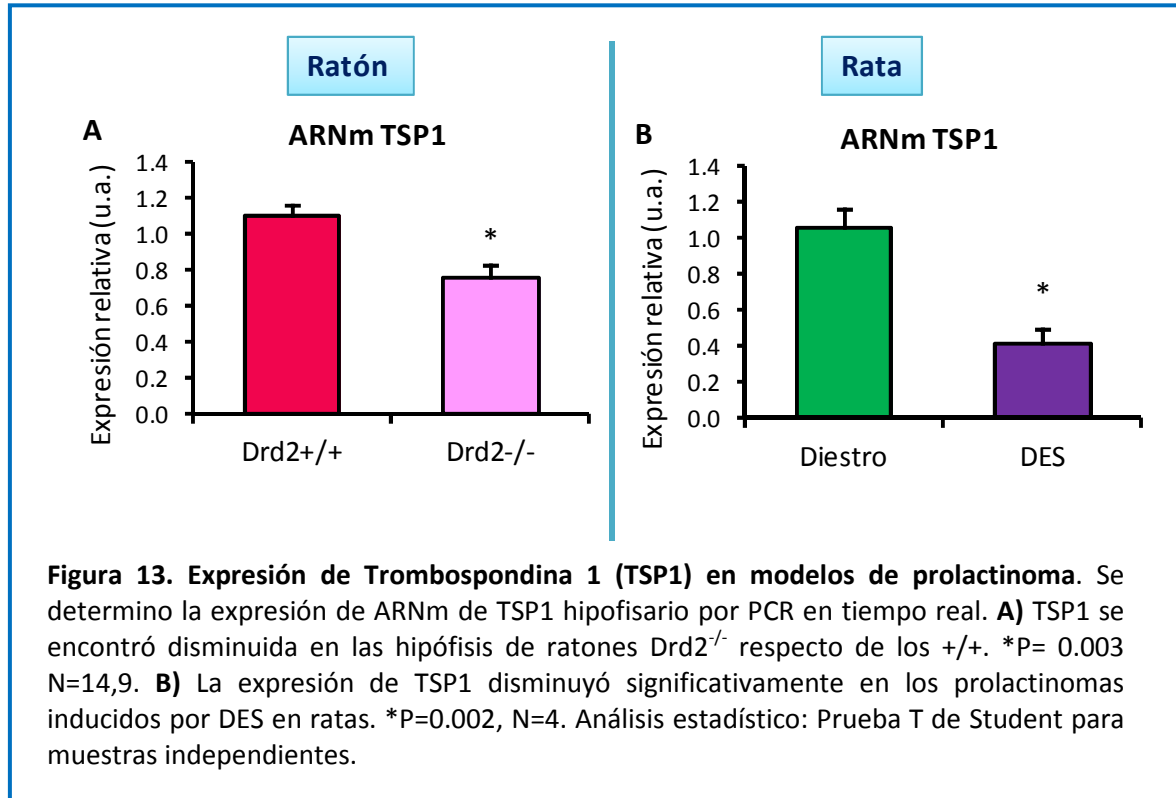 Ratón
Rata
A
ARNm TSP1
Expresión relativa (u.a.)
1.4
1.2
1.0
0.8
0.6
0.4
0.2
0.0
*
Drd2+/+ Drd2-/-
B
ARNm TSP1
Expresión relativa (u.a.)
1.4
1.2
1.0
0.8
0.6
0.4
0.2
0.0
*
Diestro DES
Figura 13. Expresión de Trombospondina 1 (TSP1) en modelos de prolactinoma. Se
determino la expresión de ARNm de TSP1 hipofisario por PCR en tiempo real. A) TSP1 se
encontró disminuida en las hipófisis de ratones Drd2-/- respecto de los +/+. *P= 0.003
N=14,9. B) La expresión de TSP1 disminuyó significativamente en los prolactinomas
inducidos por DES en ratas. *P=0.002, N=4. Análisis estadístico: Prueba T de Student para
muestras independientes.